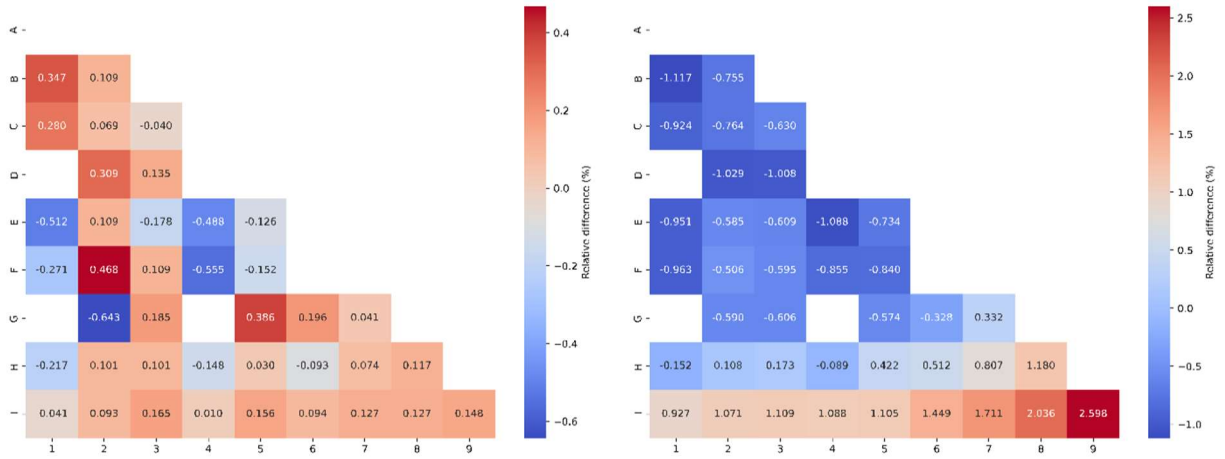 A
B 0.347 0.109
C 0.280 0.069 -0.040
D 0.309 0.135
E -0.512 0.109 -0.178 -0.488 -0.126
F -0.271 0.468 0.109 -0.555 -0.152
G -0.643 0.185 0.386 0.196 0.041
H -0.217 0.101 0.101 -0.148 0.030 -0.093 0.074 0.117
I 0.041 0.093 0.165 0.010 0.156 0.094 0.127 0.127 0.148
1 2 3 4 5 6 7 8 9
0.4
0.2
0.0
−0.2
−0.4
−0.6
Relative difference (%)
A
B -1.117 -0.755
C -0.924 -0.764 -0.630
D -1.029 -1.008
E -0.951 -0.585 -0.609 -1.088 -0.734
F -0.963 -0.506 -0.595 -0.855 -0.840
G -0.590 -0.606 -0.574 -0.328 0.332
H -0.152 0.108 0.173 -0.089 0.422 0.512 0.807 1.180
I 0.927 1.071 1.109 1.088 1.105 1.449 1.711 2.036 2.598
1 2 3 4 5 6 7 8 9
2.5
2.0
1.5
1.0
0.5
0.0
−0.5
−1.0
Relative difference (%)